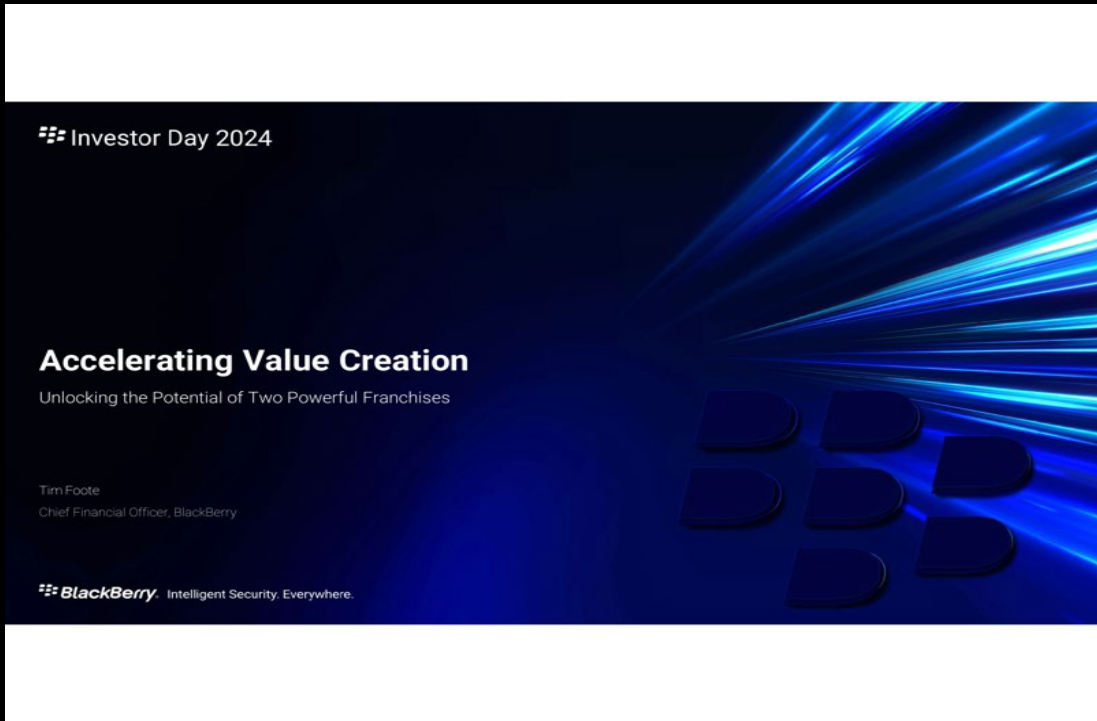 Investor Day 2024
Accelerating Value Creation
Unlocking the Potential of Two Powerful Franchises
Tim Foote
Chief Financial Officer, BlackBerry
BlackBerry. Intelligent Security. Everywhere.